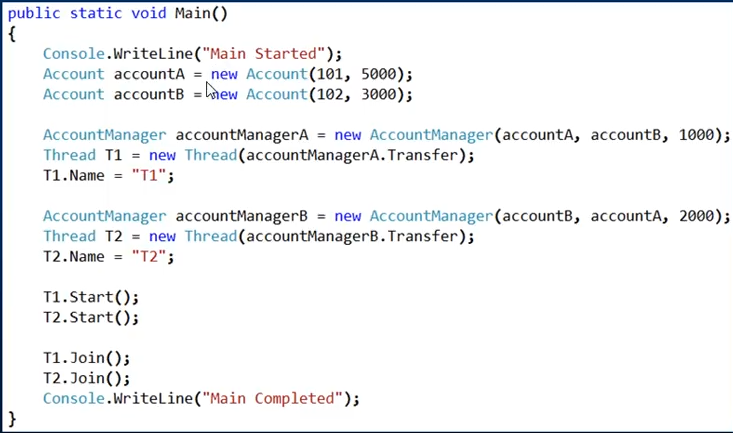 public static void Main()
{
    Console.WriteLine("Main Started");
    Account accountA = new Account(101, 5000);
    Account accountB = new Account(102, 3000);
    AccountManager accountManagerA = new AccountManager(accountA, accountB, 1000);
    Thread T1 = new Thread(accountManagerA.Transfer);
    T1.Name = "T1";
    AccountManager accountManagerB = new AccountManager(accountB, accountA, 2000);
    Thread T2 = new Thread(accountManagerB.Transfer);
    T2.Name = "T2";
    T1.Start();
    T2.Start();
    T1.Join();
    T2.Join();
    Console.WriteLine("Main Completed");
}